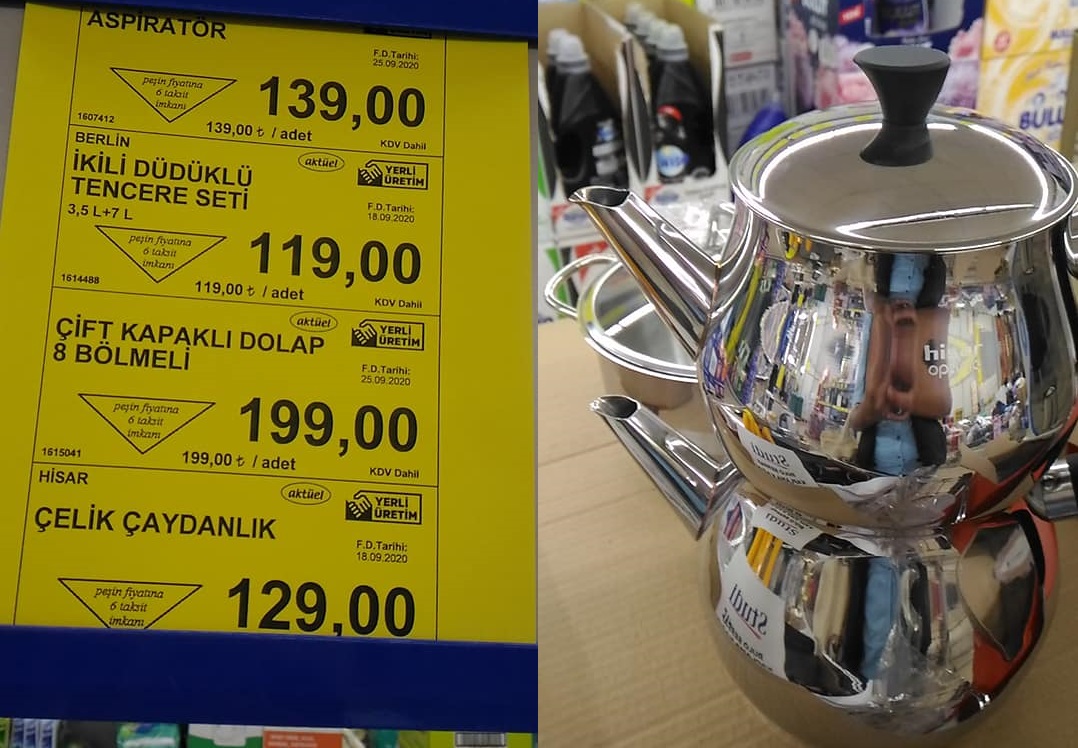 ASPİRATÖR
F.D.Tarihi:
25.09.2020
peşin fiyatına
6 taksit
imkanı
139,00
1607412
139,00 ₺ / adet
KDV Dahil
BERLİN
İKİLİ DÜDÜKLÜ
TENCERE SETİ
3,5 L+7 L
aktüel
YERLİ
ÜRETİM
F.D.Tarihi:
18.09.2020
peşin fiyatına
6 taksit
imkanı
119,00
1614488
119,00 ₺ / adet
KDV Dahil
ÇİFT KAPAKLI DOLAP
8 BÖLMELİ
aktüel
YERLİ
ÜRETİM
F.D.Tarihi:
25.09.2020
peşin fiyatına
6 taksit
imkanı
199,00
1615041
199,00 ₺ / adet
KDV Dahil
HİSAR
ÇELİK ÇAYDANLIK
aktüel
YERLİ
ÜRETİM
F.D.Tarihi:
18.09.2020
peşin fiyatına
6 taksit
imkanı
129,00